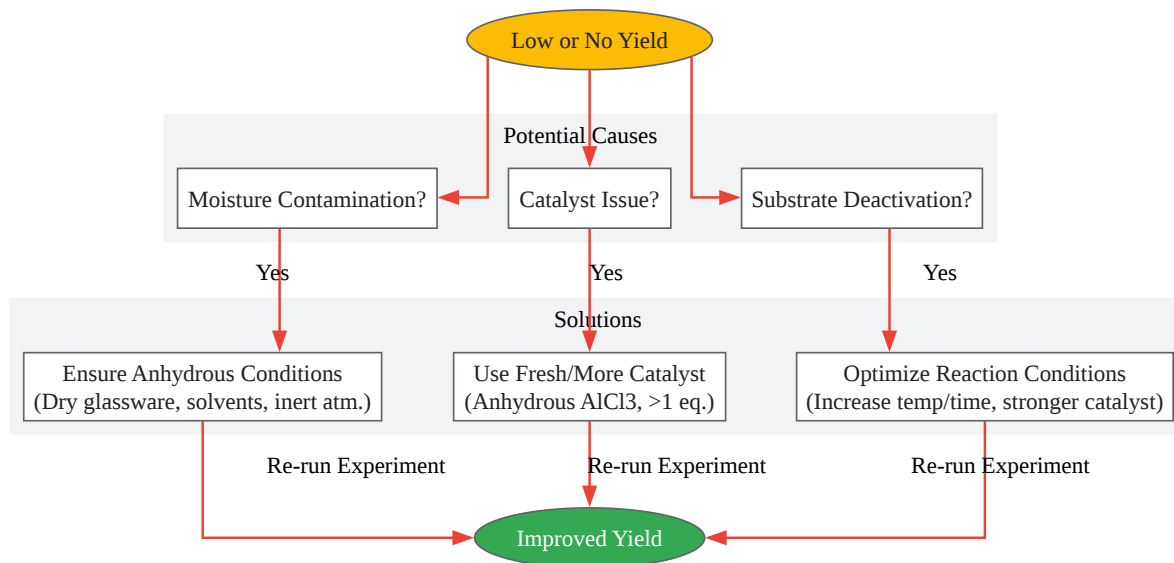 Low or No Yield
Potential Causes
Moisture Contamination?
Catalyst Issue?
Substrate Deactivation?
Yes
Yes
Yes
Solutions
Ensure Anhydrous Conditions
(Dry glassware, solvents, inert atm.)
Use Fresh/More Catalyst
(Anhydrous AlCl3, >1 eq.)
Optimize Reaction Conditions
(Increase temp/time, stronger catalyst)
Re-run Experiment
Re-run Experiment
Re-run Experiment
Improved Yield